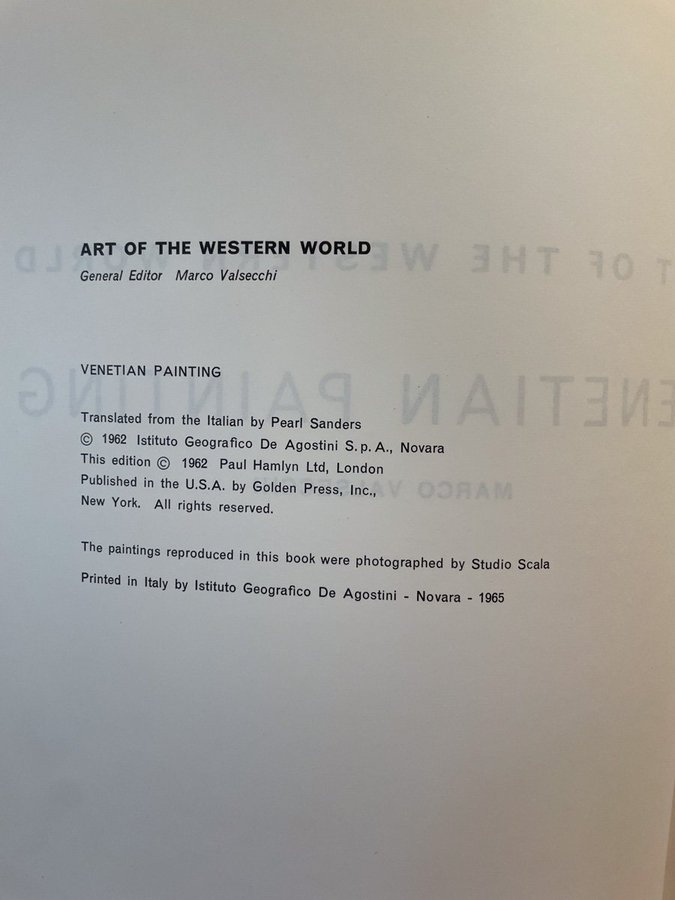 ART OF THE WESTERN WORLD
General Editor Marco Valsecchi
VENETIAN PAINTING
Translated from the Italian by Pearl Sanders
© 1962 Istituto Geografico De Agostini S.p.A., Novara
This edition © 1962 Paul Hamlyn Ltd, London
Published in the U.S.A. by Golden Press, Inc.,
New York. All rights reserved.
The paintings reproduced in this book were photographed by Studio Scala
Printed in Italy by Istituto Geografico De Agostini - Novara - 1965